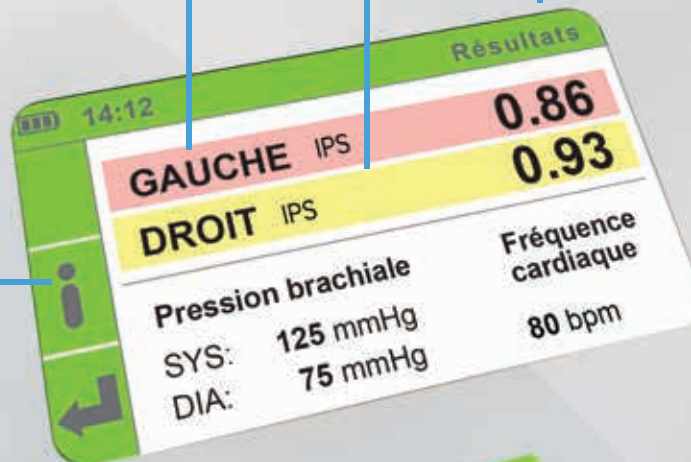 14:12 Résultats
GAUCHE IPS 0.86
DROIT IPS 0.93
Pression brachiale
Fréquence
cardiaque
SYS: 125 mmHg
80 bpm
DIA: 75 mmHg